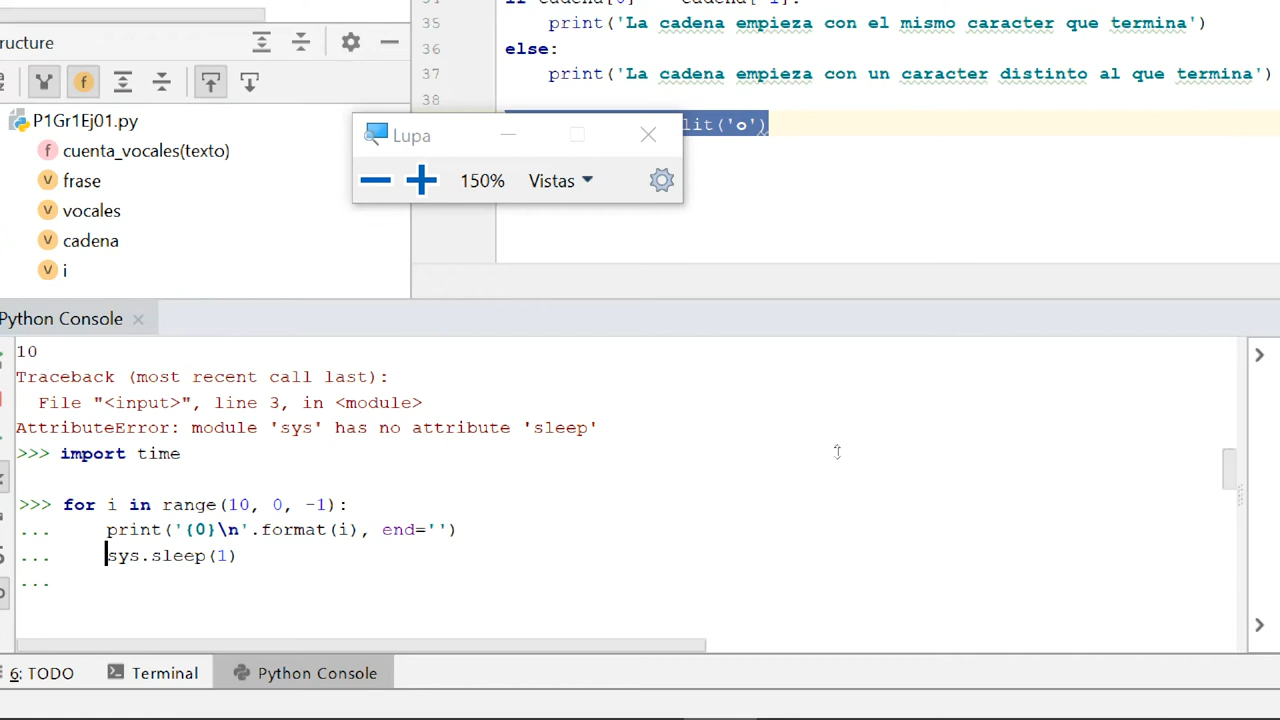 ructure
P1Gr1Ej01.py
f cuenta_vocales(texto)
v frase
v vocales
v cadena
v i
35 print('La cadena empieza con el mismo caracter que termina')
36 else:
37 print('La cadena empieza con un caracter distinto al que termina')
38
lit('o')
Lupa
150% Vistas
Python Console
10
Traceback (most recent call last):
File "<input>", line 3, in <module>
AttributeError: module 'sys' has no attribute 'sleep'
>>> import time
>>> for i in range(10, 0, -1):
... print('{0}\n'.format(i), end='')
... sys.sleep(1)
...
6: TODO Terminal Python Console